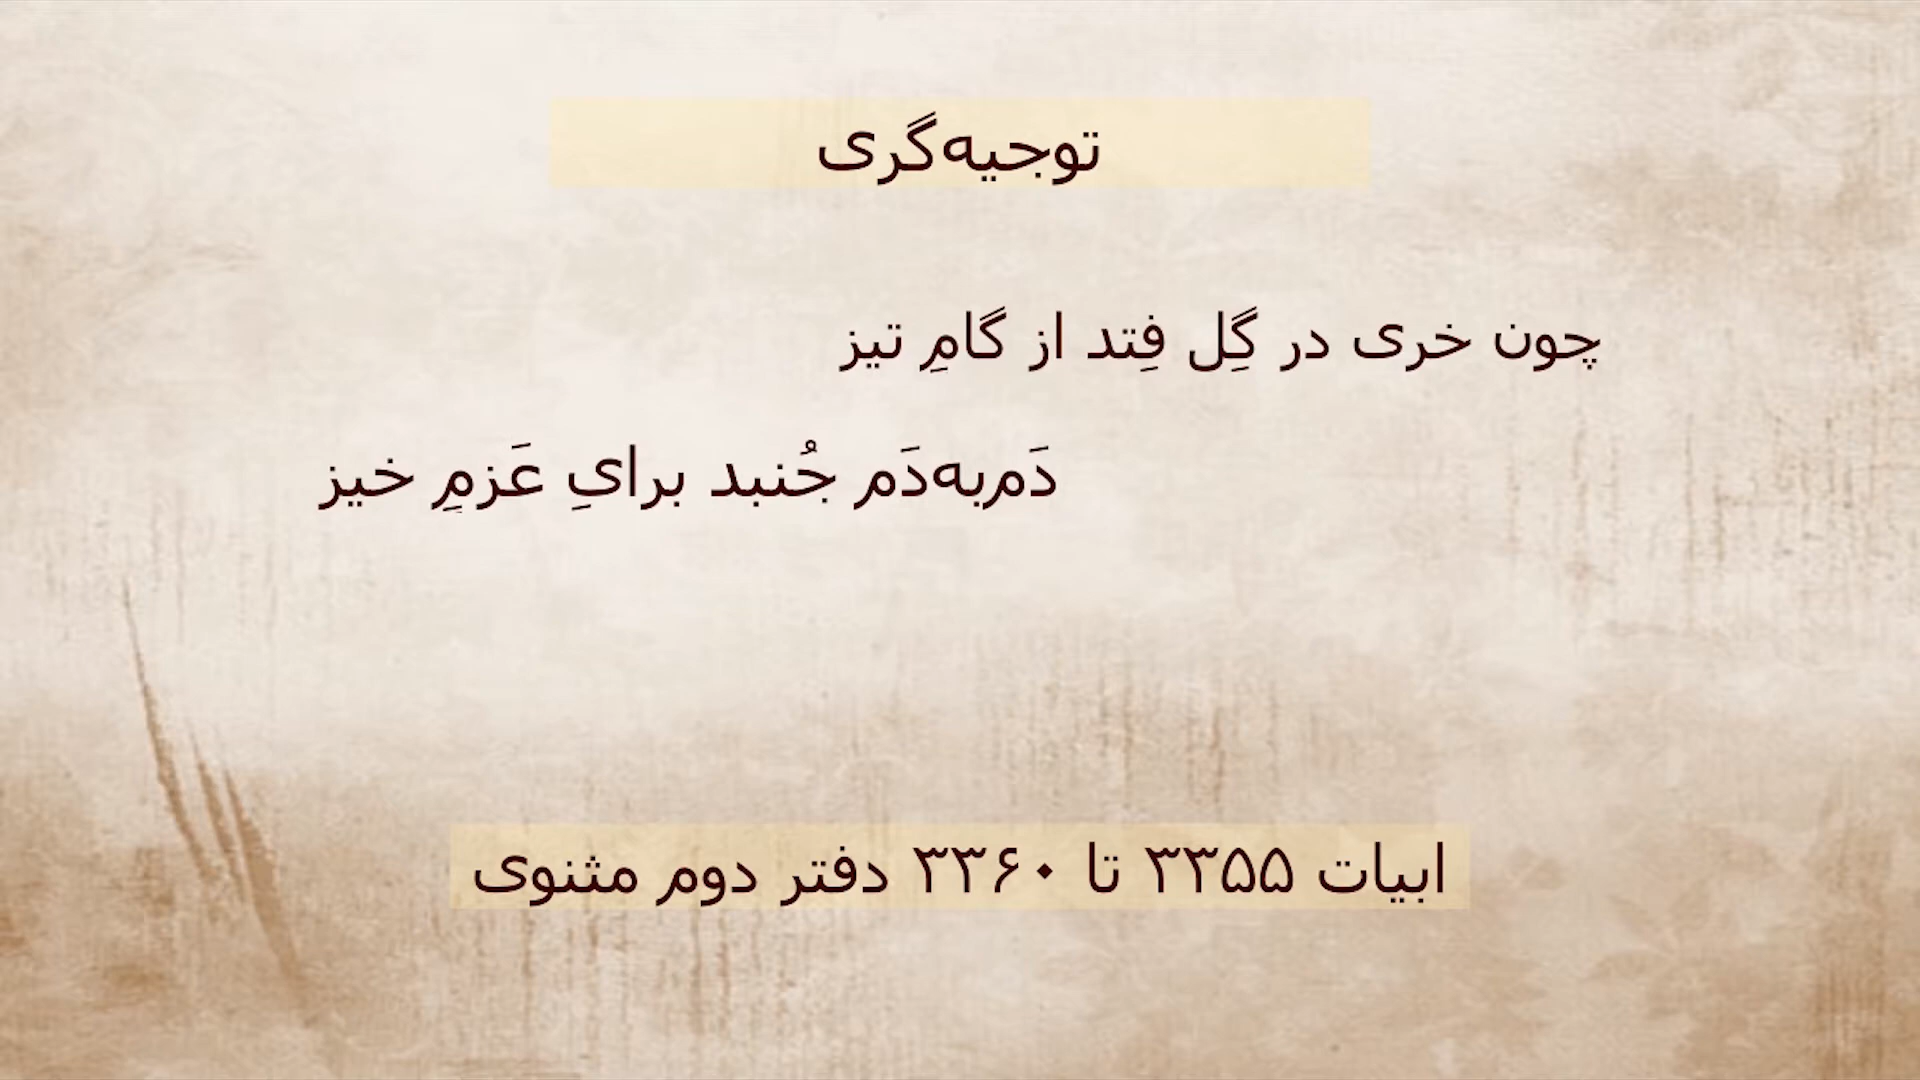 توجیه‌گری
چون خری در گِل فِتد از گامِ تیز
دَم‌به‌دَم جُنبد برایِ عَزمِ خیز
ابیات ۳۳۵۵ تا ۳۳۶۰ دفتر دوم مثنوی